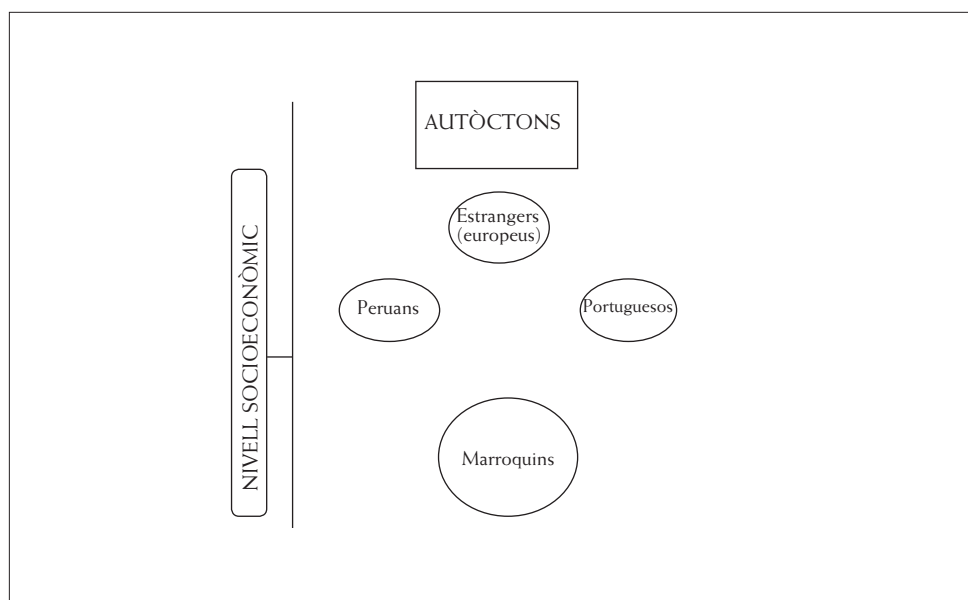 AUTÒCTONS
Estrangers
(europeus)
Peruans
Portuguesos
Marroquins
NIVELL SOCIOECONÒMIC